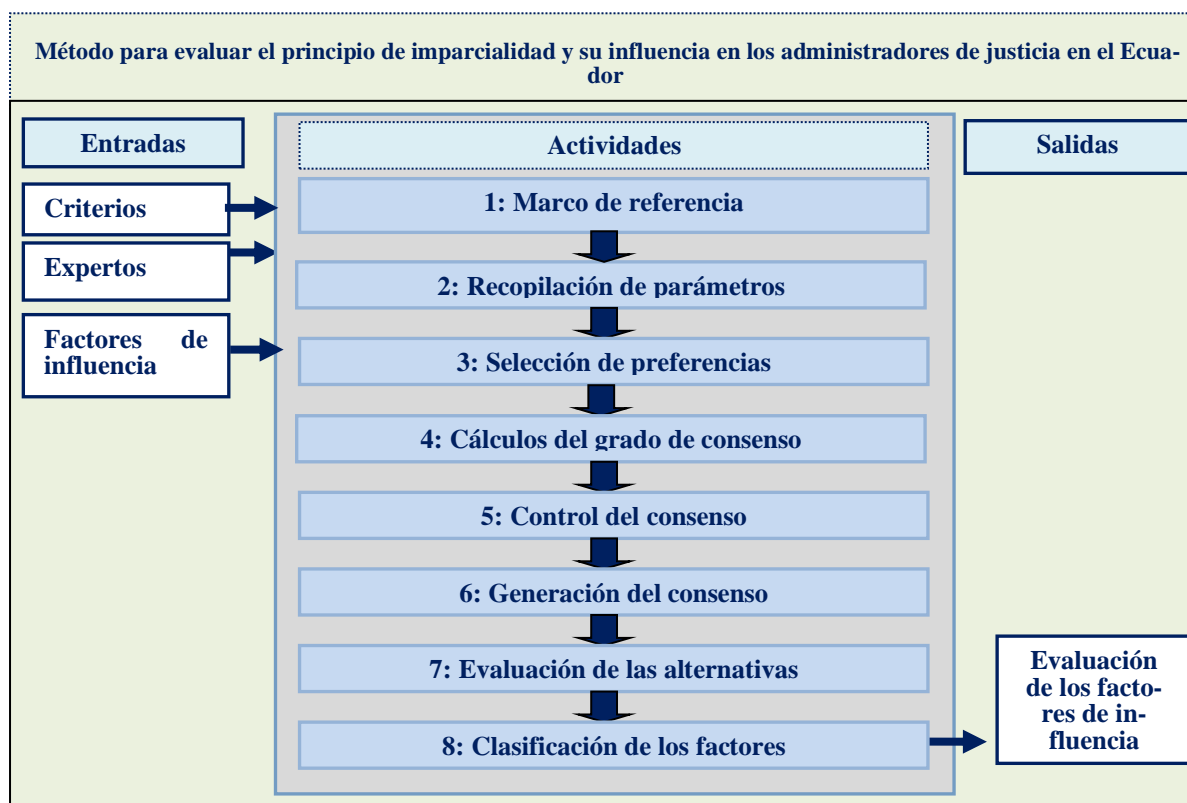 Método para evaluar el principio de imparcialidad y su influencia en los administradores de justicia en el Ecua-
dor
Entradas
Actividades
Salidas
Criterios
Expertos
Factores de
influencia
1: Marco de referencia
2: Recopilación de parámetros
3: Selección de preferencias
4: Cálculos del grado de consenso
5: Control del consenso
6: Generación del consenso
7: Evaluación de las alternativas
8: Clasificación de los factores
Evaluación
de los facto-
res de in-
fluencia